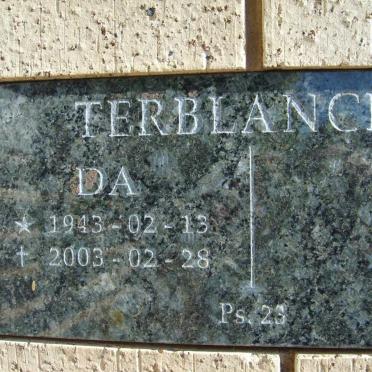 TERBLANC
DA
★ 1943 - 02 - 13
† 2003 - 02 - 28
Ps. 23